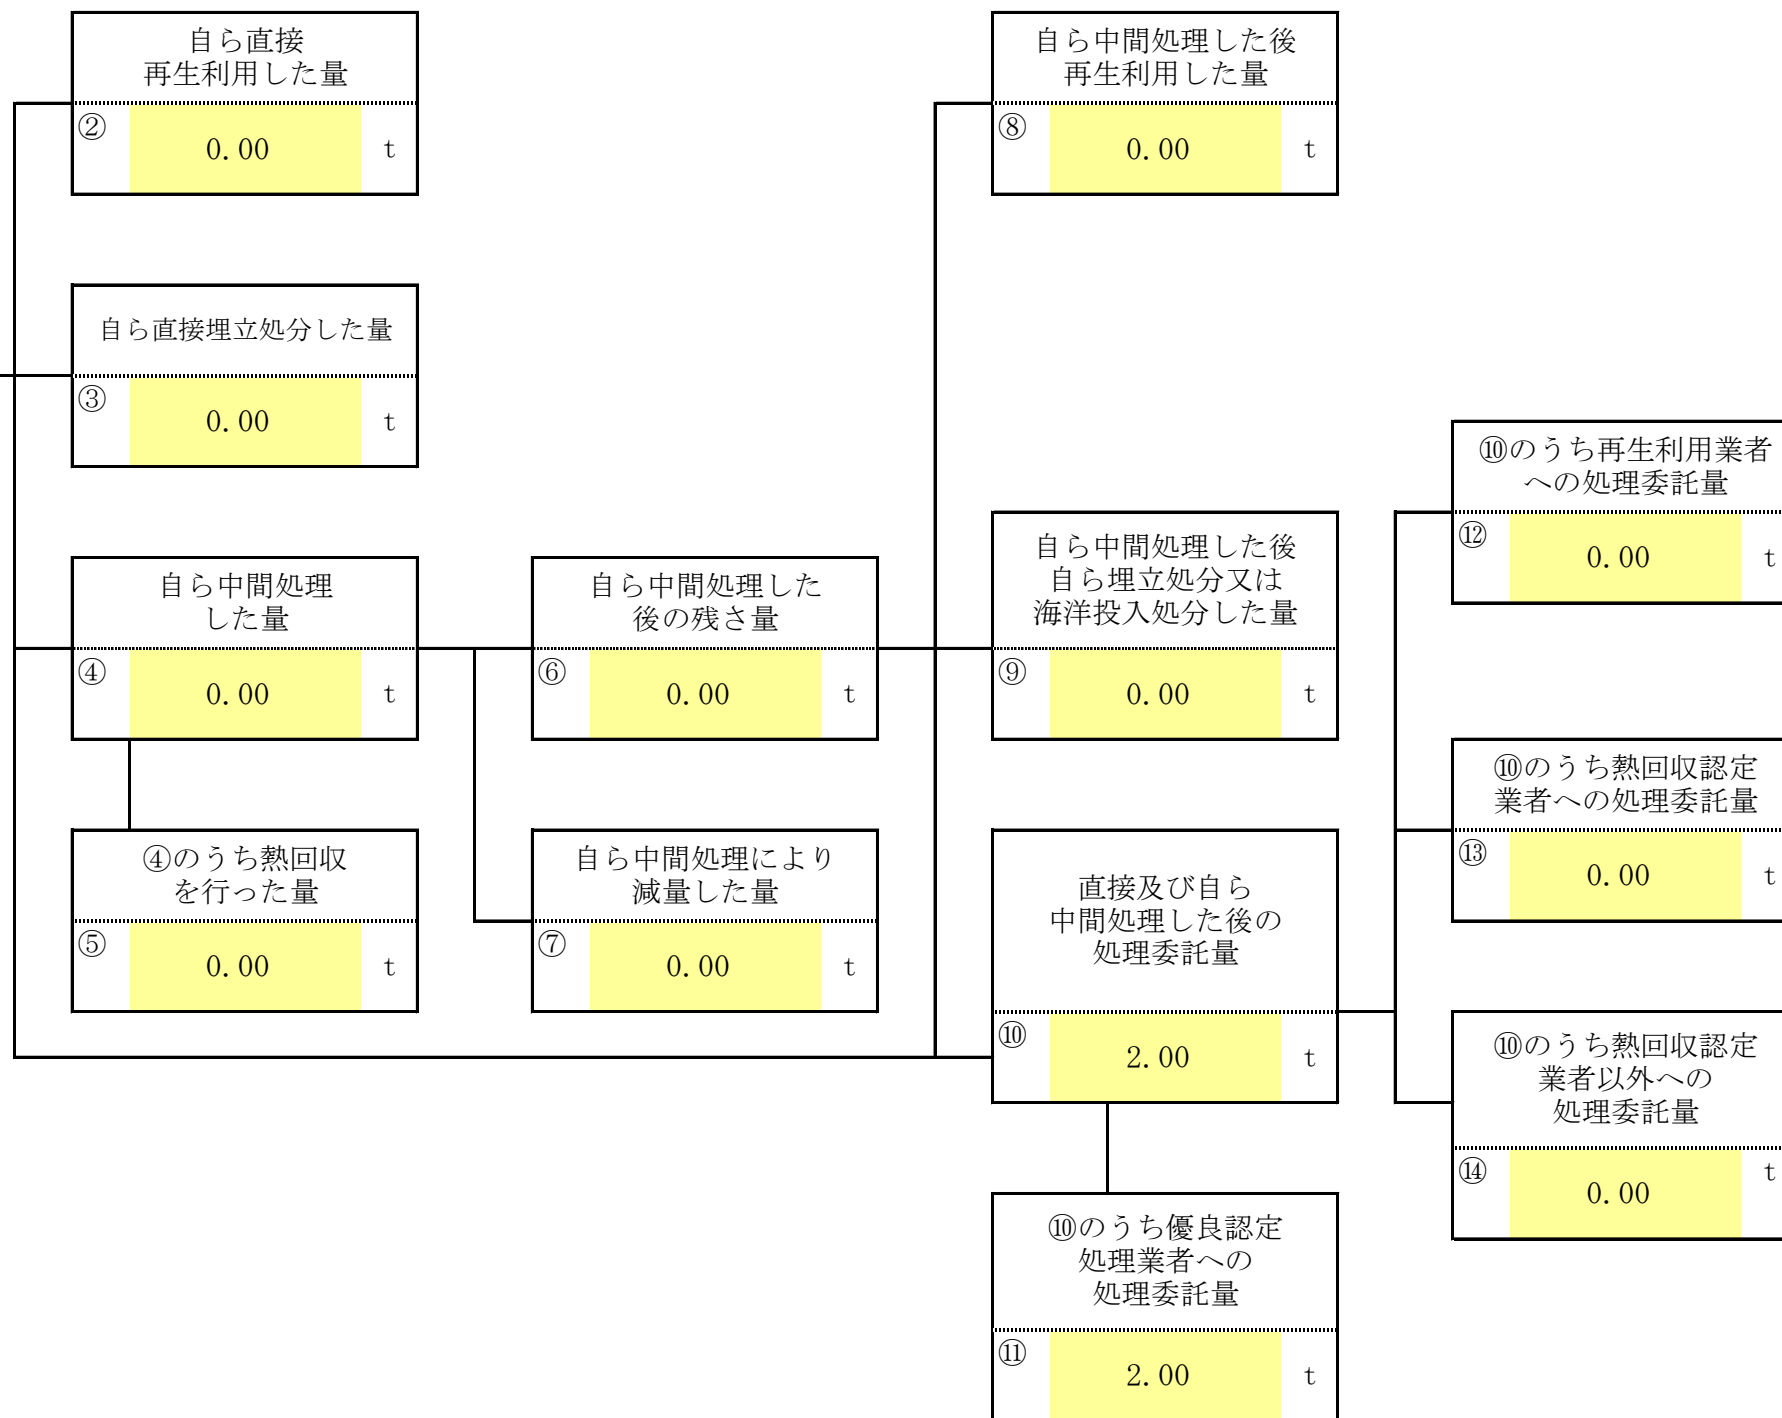 自ら直接
再生利用した量
②
0.00
t
自ら中間処理した後
再生利用した量
⑧
0.00
t
自ら直接埋立処分した量
③
0.00
t
⑩のうち再生利用業者
への処理委託量
⑫
0.00
t
自ら中間処理
した量
④
0.00
t
自ら中間処理した
後の残さ量
⑥
0.00
t
自ら中間処理した後
自ら埋立処分又は
海洋投入処分した量
⑨
0.00
t
⑩のうち熱回収認定
業者への処理委託量
⑬
0.00
t
④のうち熱回収
を行った量
⑤
0.00
t
自ら中間処理により
減量した量
⑦
0.00
t
直接及び自ら
中間処理した後の
処理委託量
⑩
2.00
t
⑩のうち熱回収認定
業者以外への
処理委託量
⑭
0.00
t
⑩のうち優良認定
処理業者への
処理委託量
⑪
2.00
t